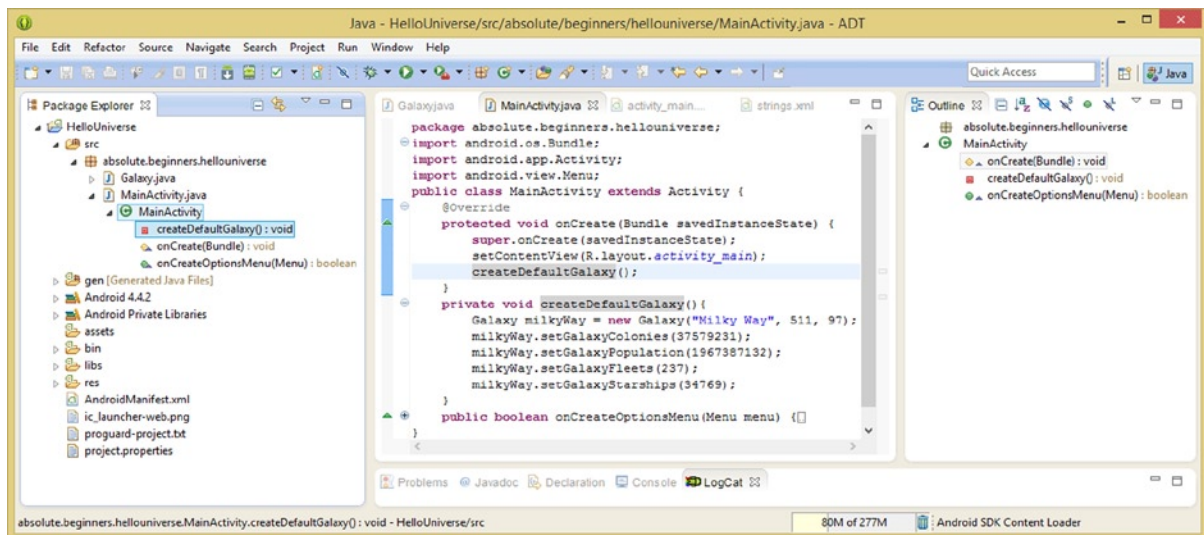 Java - HelloUniverse/src/absolute/beginners/hellouniverse/MainActivity.java - ADT
File Edit Refactor Source Navigate Search Project Run Window Help
Quick Access
Java
Package Explorer
HelloUniverse
src
absolute.beginners.hellouniverse
Galaxy.java
MainActivity.java
MainActivity
createDefaultGalaxy() : void
onCreate(Bundle) : void
onCreateOptionsMenu(Menu) : boolean
gen [Generated Java Files]
Android 4.4.2
Android Private Libraries
assets
bin
libs
res
AndroidManifest.xml
ic_launcher-web.png
proguard-project.txt
project.properties
Galaxy.java MainActivity.java activity_main.... strings.xml
package absolute.beginners.hellouniverse;
import android.os.Bundle;
import android.app.Activity;
import android.view.Menu;
public class MainActivity extends Activity {
@Override
protected void onCreate(Bundle savedInstanceState) {
super.onCreate(savedInstanceState);
setContentView(R.layout.activity_main);
createDefaultGalaxy();
}
private void createDefaultGalaxy(){
Galaxy milkyWay = new Galaxy("Milky Way", 511, 97);
milkyWay.setGalaxyColonies(37579231);
milkyWay.setGalaxyPopulation(1967387132);
milkyWay.setGalaxyFleets(237);
milkyWay.setGalaxyStarships(34769);
}
public boolean onCreateOptionsMenu(Menu menu) {
}
Outline
absolute.beginners.hellouniverse
MainActivity
onCreate(Bundle) : void
createDefaultGalaxy() : void
onCreateOptionsMenu(Menu) : boolean
Problems @ Javadoc Declaration Console LogCat
absolute.beginners.hellouniverse.MainActivity.createDefaultGalaxy() : void - HelloUniverse/src
80M of 277M
Android SDK Content Loader